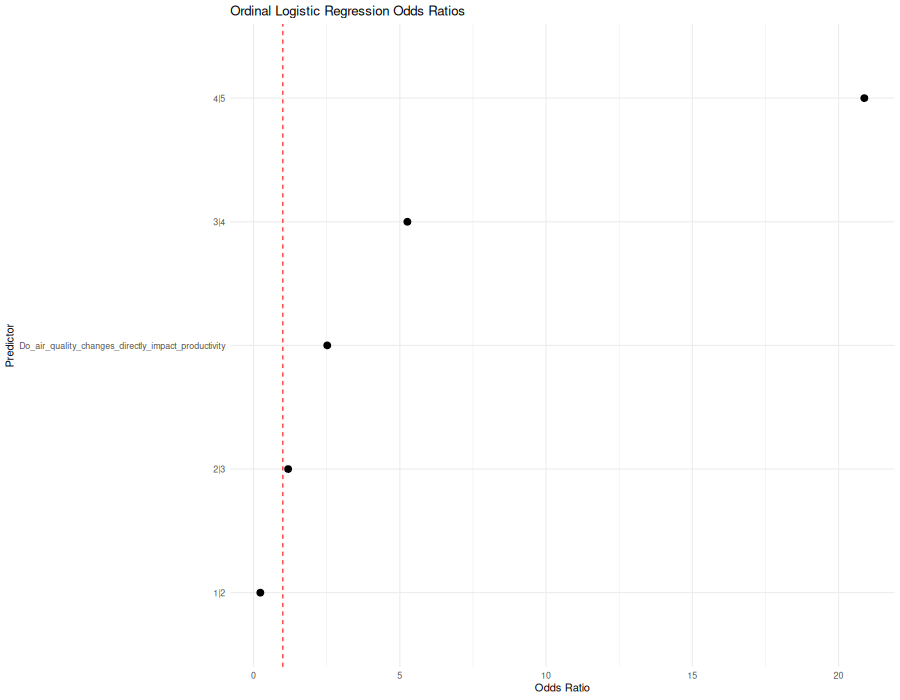 Ordinal Logistic Regression Odds Ratios
4|5
3|4
Predictor
Do_air_quality_changes_directly_impact_productivity
2|3
1|2
0 5 10 15 20
Odds Ratio